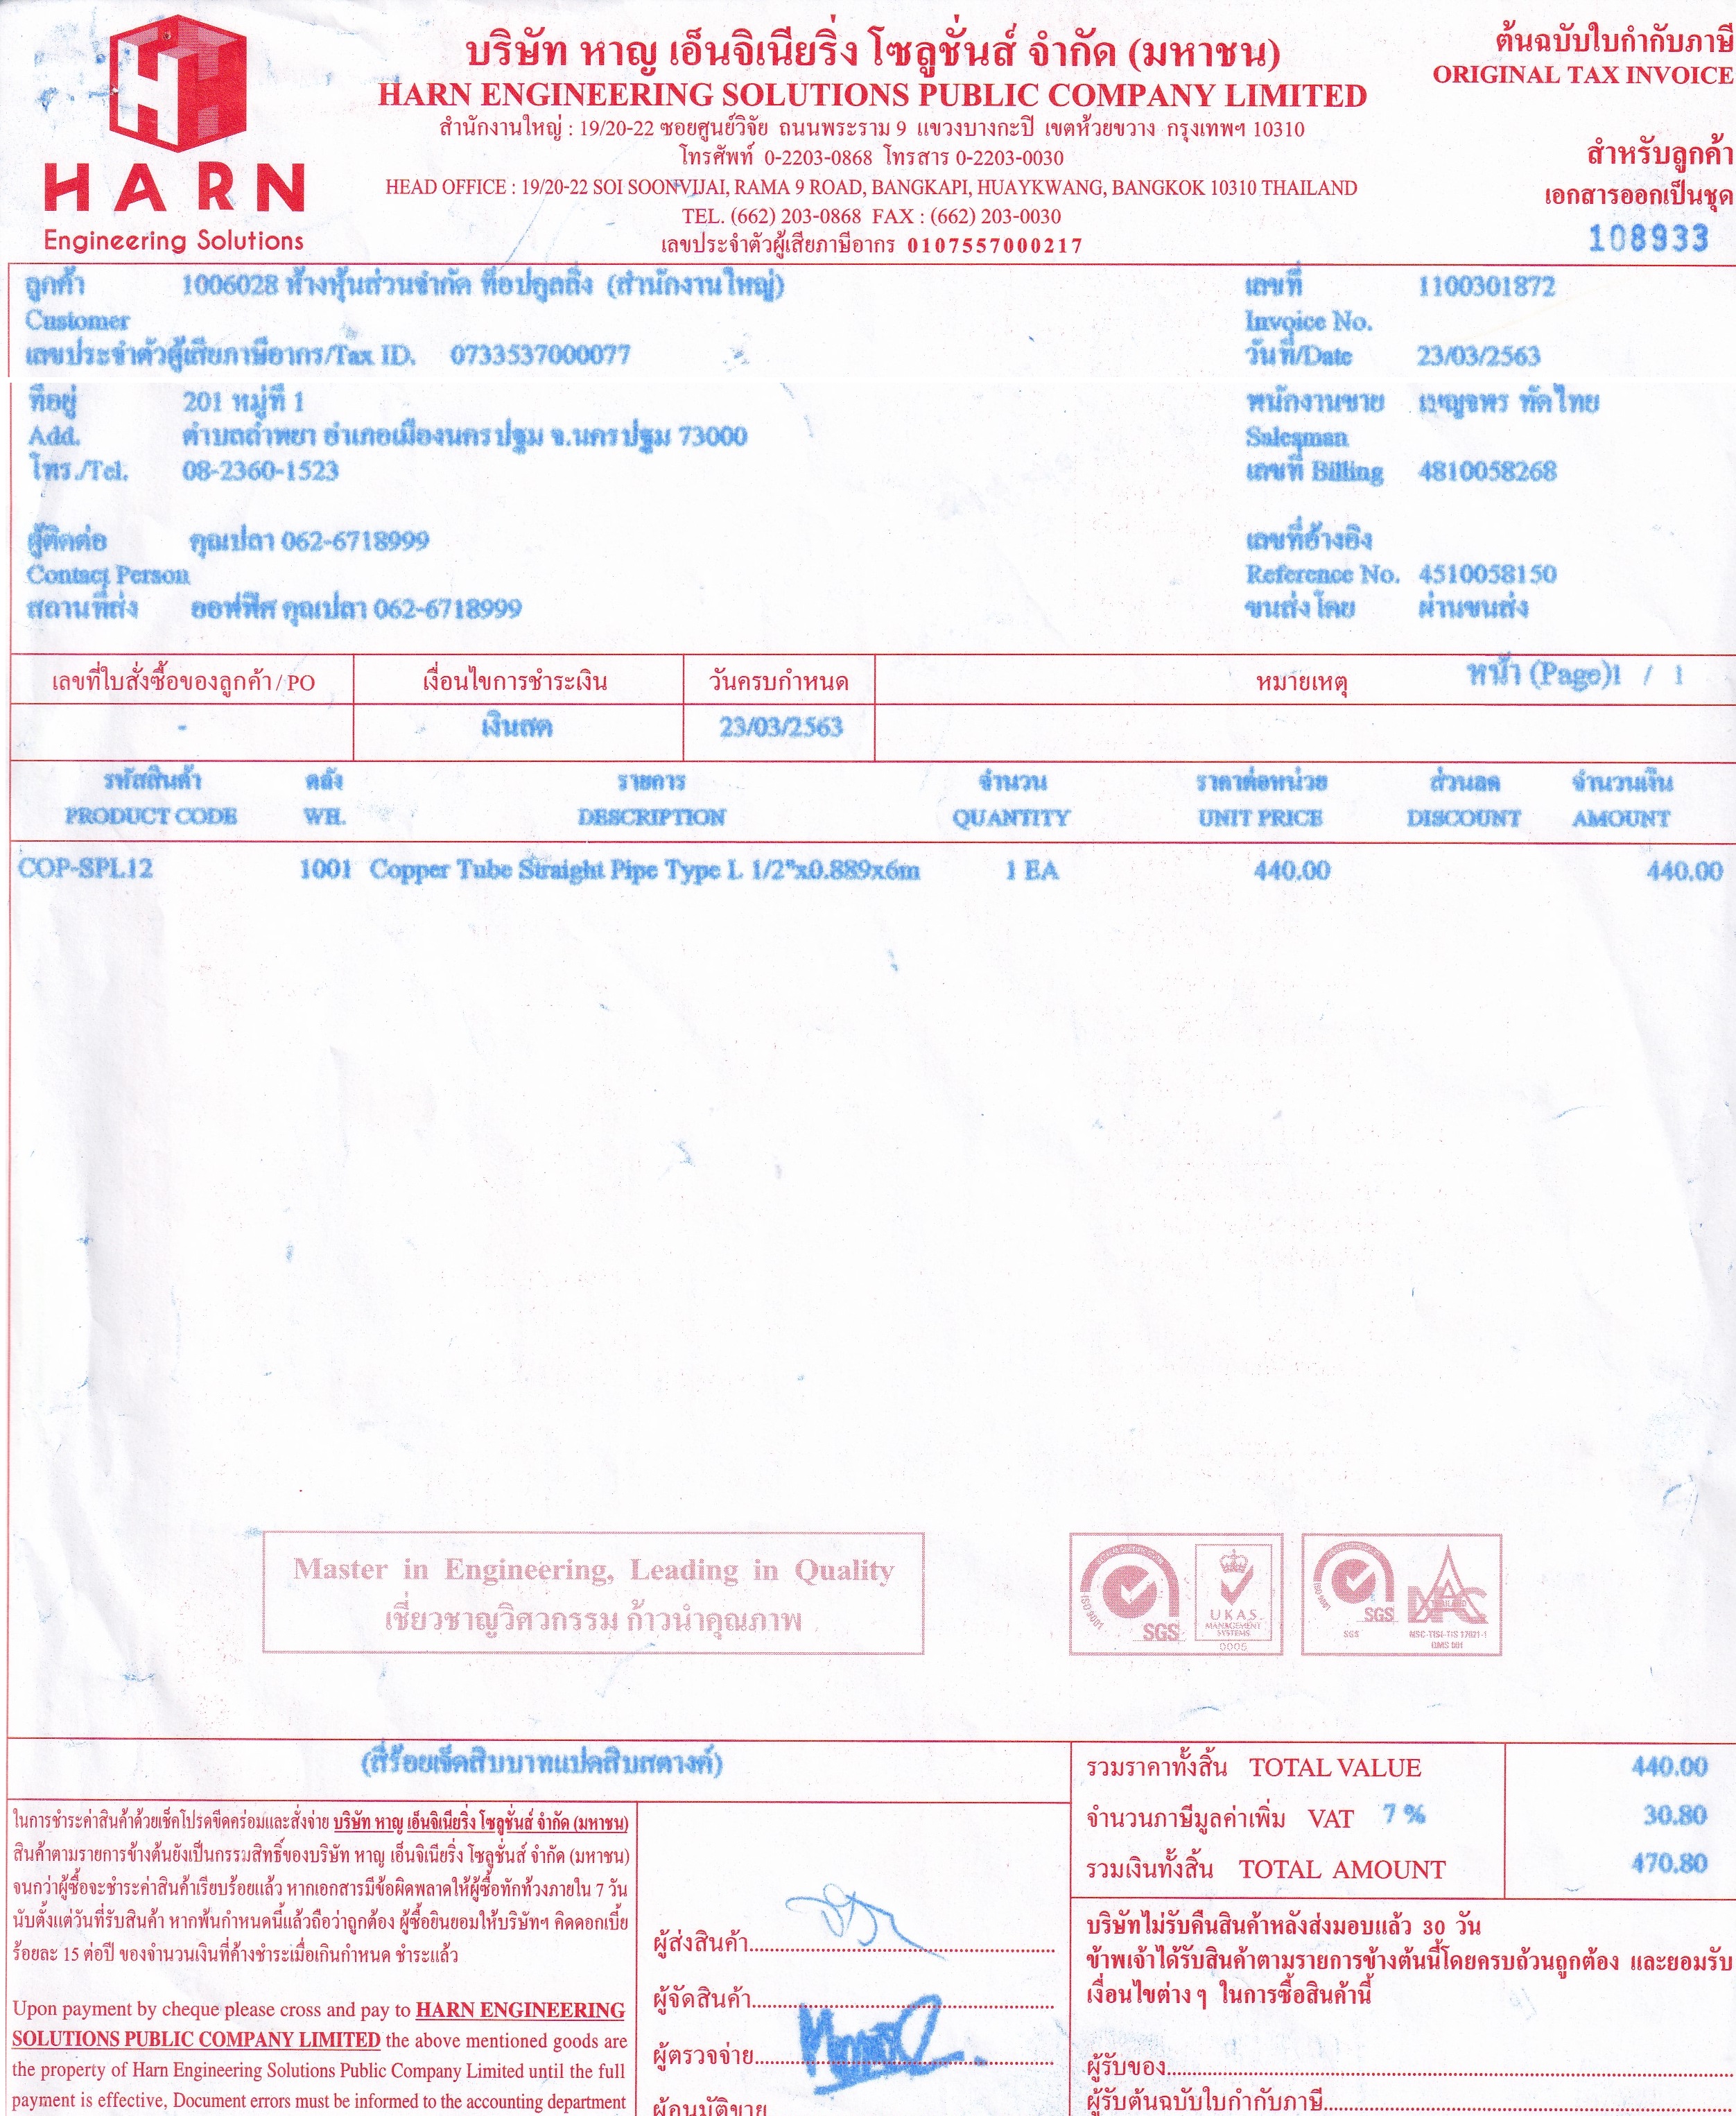 บริษัท หาญ เอ็นจิเนียริ่ง โซลูชั่นส์ จำกัด (มหาชน)
HARN ENGINEERING SOLUTIONS PUBLIC COMPANY LIMITED
สำนักงานใหญ่ : 19/20-22 ซอยศูนย์วิจัย ถนนพระราม 9 แขวงบางกะปิ เขตห้วยขวาง กรุงเทพฯ 10310
โทรศัพท์ 0-2203-0868 โทรสาร 0-2203-0030
HEAD OFFICE : 19/20-22 SOI SOONVIJAI, RAMA 9 ROAD, BANGKAPI, HUAYKWANG, BANGKOK 10310 THAILAND
TEL. (662) 203-0868 FAX : (662) 203-0030
เลขประจำตัวผู้เสียภาษีอากร 0107557000217
HARN
Engineering Solutions
ต้นฉบับใบกำกับภาษี
ORIGINAL TAX INVOICE
สำหรับลูกค้า
เอกสารออกเป็นชุด
108933
ลูกค้า 1006028 ห้างหุ้นส่วนจำกัด ท็อปคูลลิ่ง (สำนักงานใหญ่) เลขที่ 1100301872
Customer Invoice No.
เลขประจำตัวผู้เสียภาษีอากร/Tax ID. 0733537000077 วันที่/Date 23/03/2563
ที่อยู่ 201 หมู่ที่ 1 พนักงานขาย เบญจพร ทัดไทย
Add. ตำบลลำพยา อำเภอเมืองนครปฐม จ.นครปฐม 73000 Salesman
โทร./Tel. 08-2360-1523 เลขที่ Billing 4810058268
ผู้ติดต่อ คุณปลา 062-6718999 เลขที่อ้างอิง
Contact Person Reference No. 4510058150
สถานที่ส่ง ออฟฟิศ คุณปลา 062-6718999 ขนส่งโดย ผ่านขนส่ง
เลขที่ใบสั่งซื้อของลูกค้า / PO เงื่อนไขการชำระเงิน วันครบกำหนด หมายเหตุ หน้า (Page)1 / 1
- เงินสด 23/03/2563
รหัสสินค้า คลัง รายการ จำนวน ราคาต่อหน่วย ส่วนลด จำนวนเงิน
PRODUCT CODE WH. DESCRIPTION QUANTITY UNIT PRICE DISCOUNT AMOUNT
COP-SPL12 1001 Copper Tube Straight Pipe Type L 1/2"x0.889x6m 1 EA 440.00 440.00
Master in Engineering, Leading in Quality
เชี่ยวชาญวิศวกรรม ก้าวนำคุณภาพ
ISO 9001
SGS
UKAS
MANAGEMENT
SYSTEMS
0005
SGS
SGS
NAC
THAILAND
NSC-TISI-TIS 17021-1
QMS 001
(สี่ร้อยเจ็ดสิบบาทแปดสิบสตางค์)
รวมราคาทั้งสิ้น TOTAL VALUE 440.00
จำนวนภาษีมูลค่าเพิ่ม VAT 7 % 30.80
รวมเงินทั้งสิ้น TOTAL AMOUNT 470.80
ในการชำระค่าสินค้าด้วยเช็คโปรดขีดคร่อมและสั่งจ่าย บริษัท หาญ เอ็นจิเนียริ่ง โซลูชั่นส์ จำกัด (มหาชน)
สินค้าตามรายการข้างต้นยังเป็นกรรมสิทธิ์ของบริษัท หาญ เอ็นจิเนียริ่ง โซลูชั่นส์ จำกัด (มหาชน)
จนกว่าผู้ซื้อจะชำระค่าสินค้าเรียบร้อยแล้ว หากเอกสารมีข้อผิดพลาดให้ผู้ซื้อทักท้วงภายใน 7 วัน
นับตั้งแต่วันที่รับสินค้า หากพ้นกำหนดนี้แล้วถือว่าถูกต้อง ผู้ซื้อยินยอมให้บริษัทฯ คิดดอกเบี้ย
ร้อยละ 15 ต่อปี ของจำนวนเงินที่ค้างชำระเมื่อเกินกำหนด ชำระแล้ว
Upon payment by cheque please cross and pay to HARN ENGINEERING
SOLUTIONS PUBLIC COMPANY LIMITED the above mentioned goods are
the property of Harn Engineering Solutions Public Company Limited until the full
payment is effective, Document errors must be informed to the accounting department
ผู้ส่งสินค้า
ผู้จัดสินค้า
ผู้ตรวจจ่าย
ผู้อนุมัติขาย
บริษัทไม่รับคืนสินค้าหลังส่งมอบแล้ว 30 วัน
ข้าพเจ้าได้รับสินค้าตามรายการข้างต้นนี้โดยครบถ้วนถูกต้อง และยอมรับ
เงื่อนไขต่าง ๆ ในการซื้อสินค้านี้
ผู้รับของ
ผู้รับต้นฉบับใบกำกับภาษี